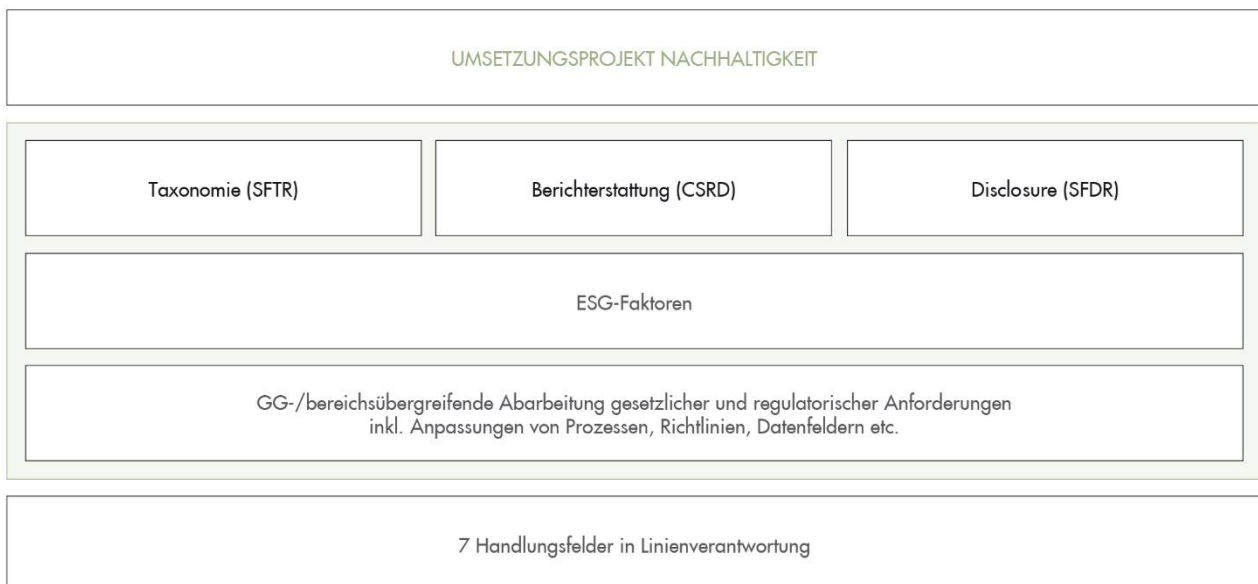 UMSETZUNGSPROJEKT NACHHALTIGKEIT
Taxonomie (SFTR)
Berichterstattung (CSRD)
Disclosure (SFDR)
ESG-Faktoren
GG-/bereichsübergreifende Abarbeitung gesetzlicher und regulatorischer Anforderungen
inkl. Anpassungen von Prozessen, Richtlinien, Datenfeldern etc.
7 Handlungsfelder in Linienverantwortung